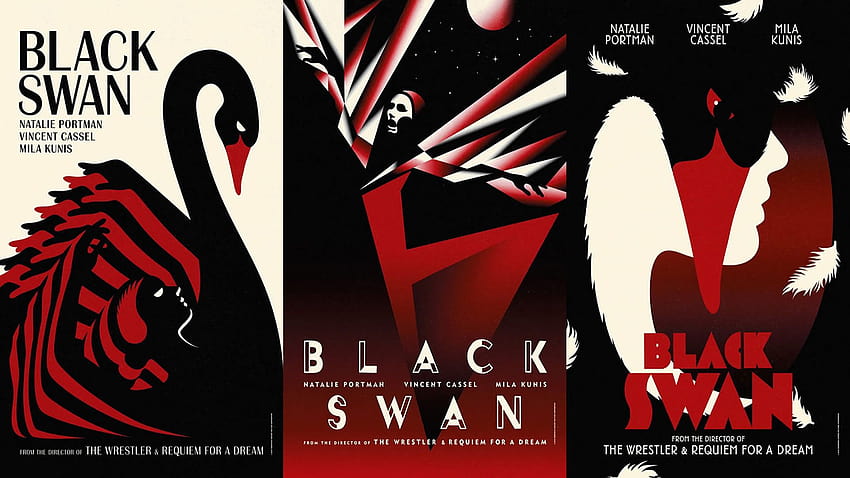 BLACK
SWAN
NATALIE PORTMAN
VINCENT CASSEL
MILA KUNIS
FROM THE DIRECTOR OF THE WRESTLER & REQUIEM FOR A DREAM
BLACK
NATALIE PORTMAN VINCENT CASSEL MILA KUNIS
SWAN
FROM THE DIRECTOR OF THE WRESTLER & REQUIEM FOR A DREAM
NATALIE PORTMAN
VINCENT CASSEL
MILA KUNIS
BLACK
SWAN
FROM THE DIRECTOR OF
THE WRESTLER & REQUIEM FOR A DREAM